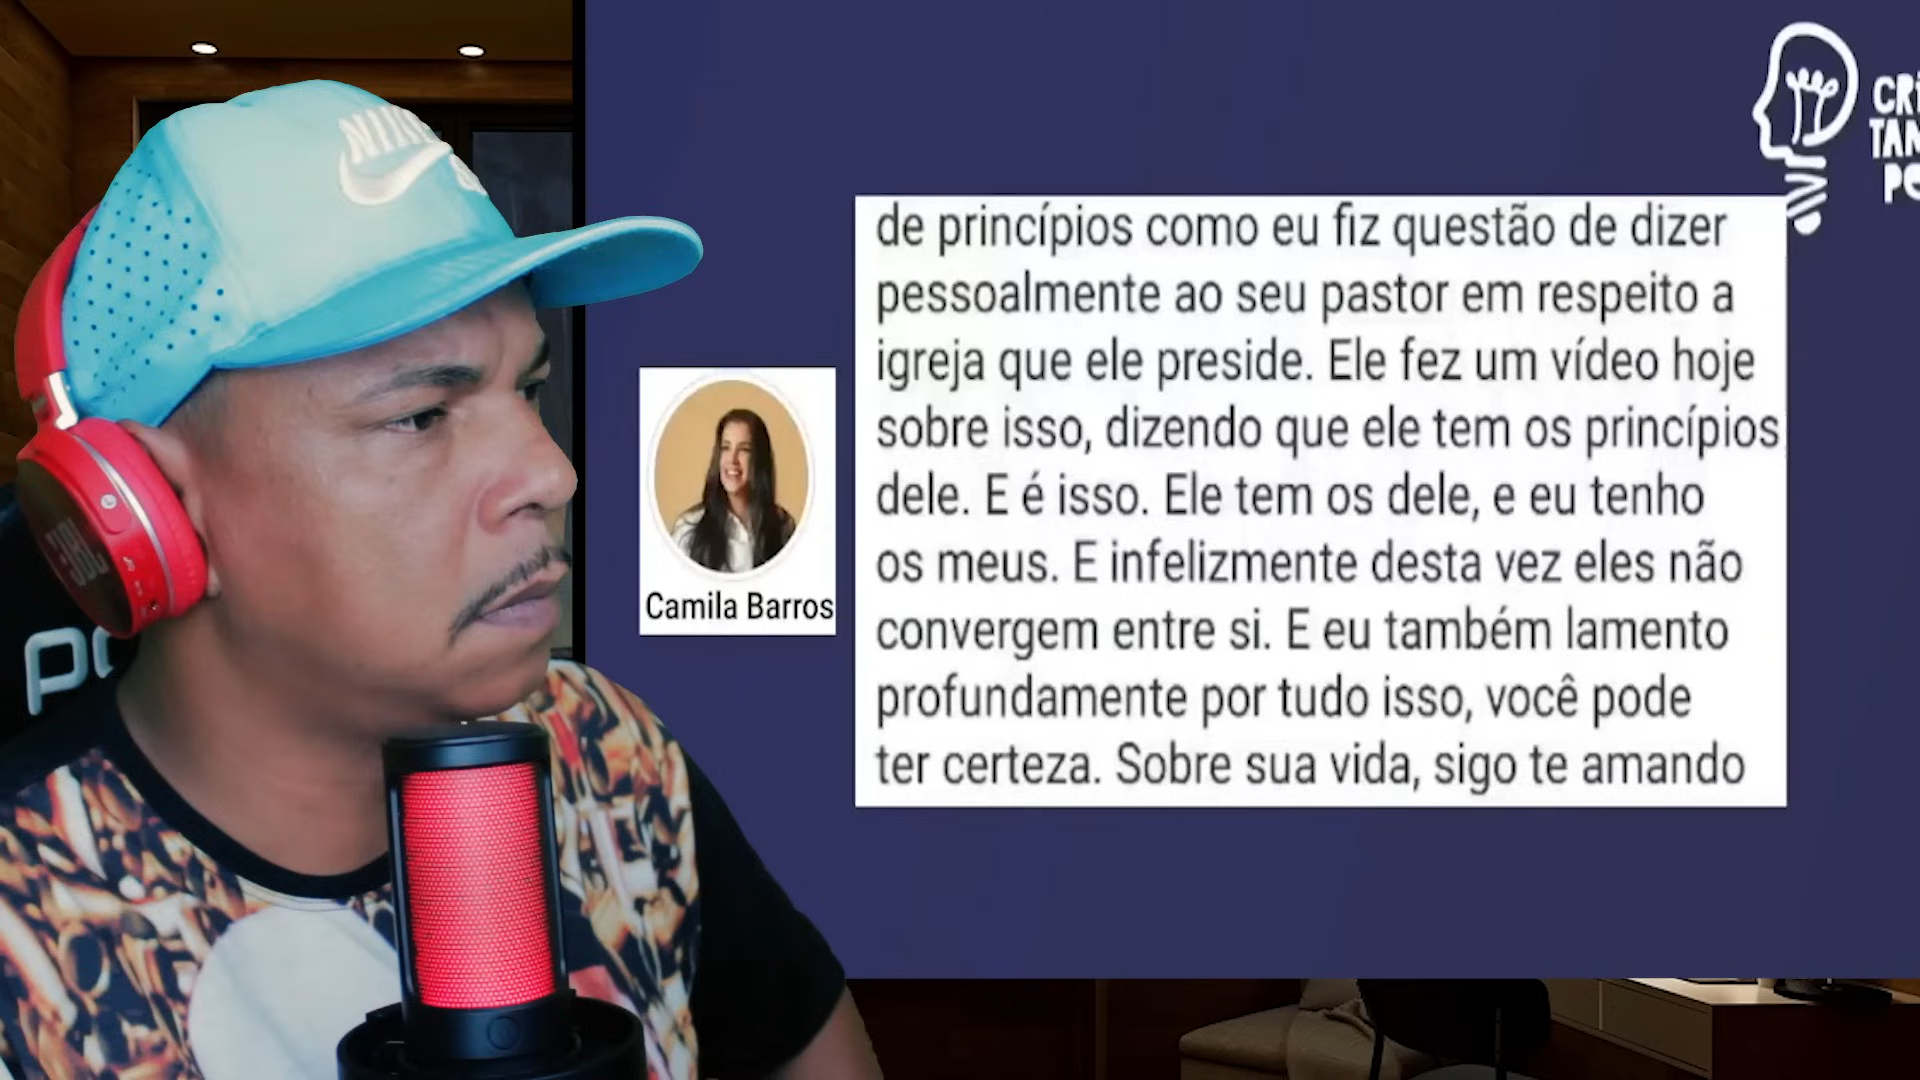 NIKE
JBL
de princípios como eu fiz questão de dizer
pessoalmente ao seu pastor em respeito a
igreja que ele preside. Ele fez um vídeo hoje
sobre isso, dizendo que ele tem os princípios
dele. E é isso. Ele tem os dele, e eu tenho
os meus. E infelizmente desta vez eles não
convergem entre si. E eu também lamento
profundamente por tudo isso, você pode
ter certeza. Sobre sua vida, sigo te amando
Camila Barros